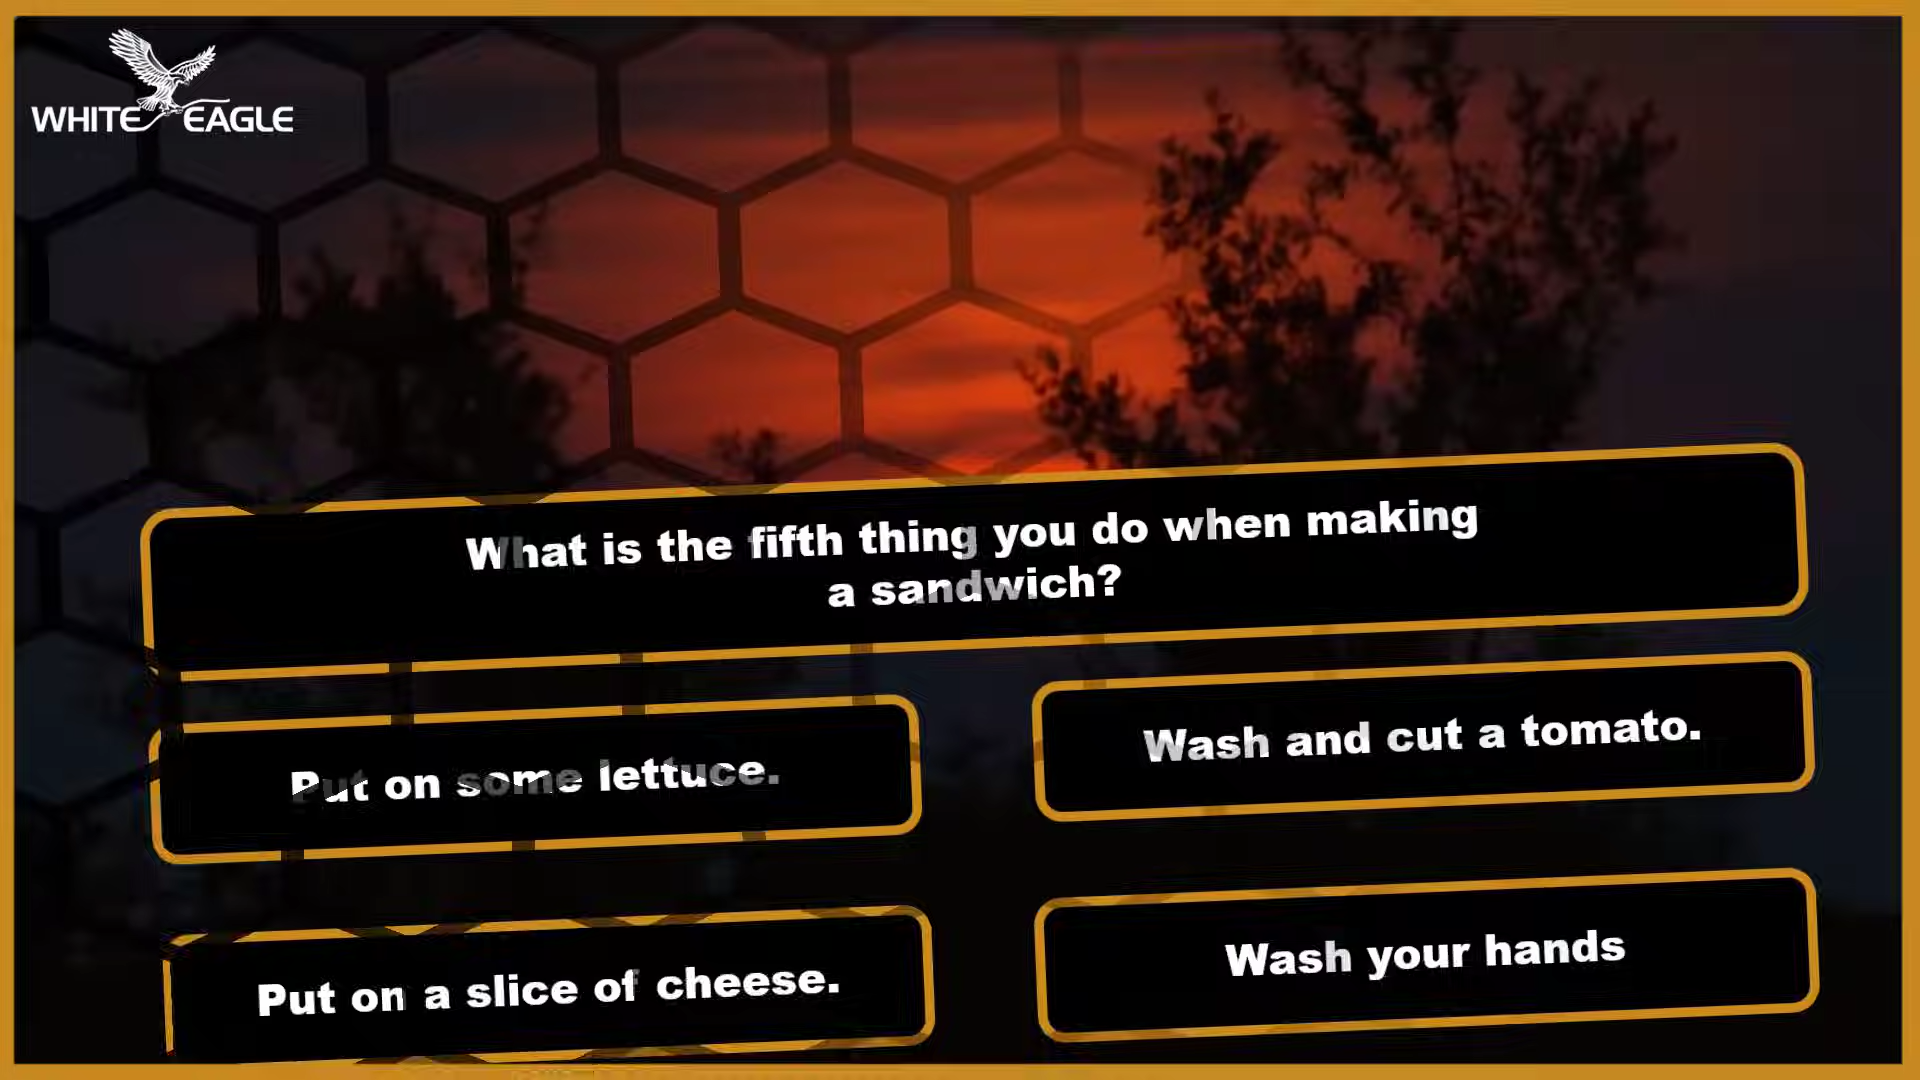 WHITE EAGLE
What is the fifth thing you do when making
a sandwich?
Put on some lettuce.
Wash and cut a tomato.
Put on a slice of cheese.
Wash your hands